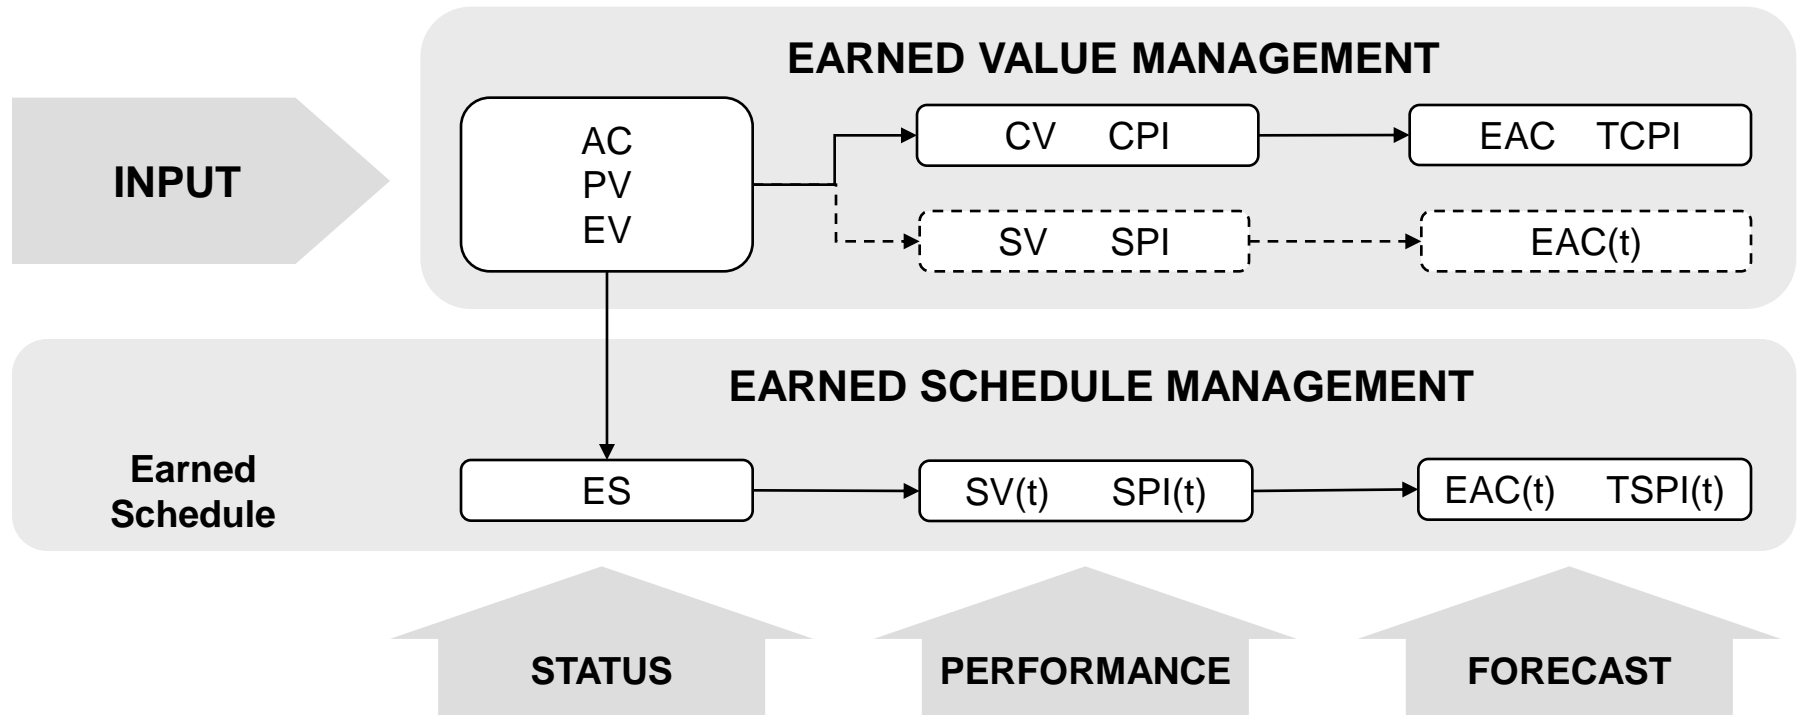 EARNED VALUE MANAGEMENT
INPUT
AC
PV
EV
CV CPI
EAC TCPI
SV SPI
EAC(t)
EARNED SCHEDULE MANAGEMENT
Earned
Schedule
ES
SV(t) SPI(t)
EAC(t) TSPI(t)
STATUS
PERFORMANCE
FORECAST